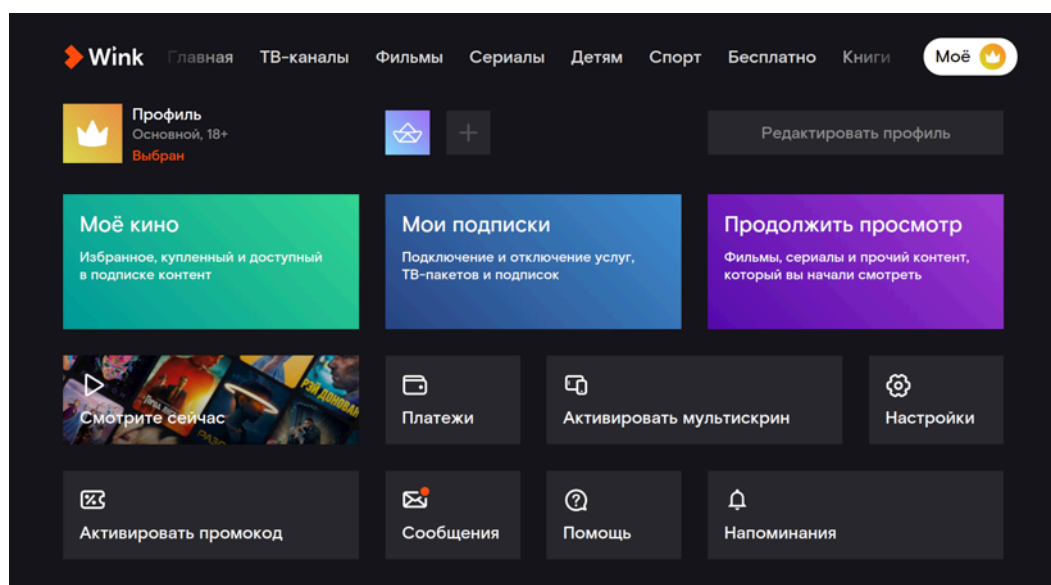 Wink Главная ТВ-каналы Фильмы Сериалы Детям Спорт Бесплатно Книги Моё
Профиль
Основной, 18+
Выбран
Редактировать профиль
Моё кино
Избранное, купленный и доступный
в подписке контент
Мои подписки
Подключение и отключение услуг,
ТВ-пакетов и подписок
Продолжить просмотр
Фильмы, сериалы и прочий контент,
который вы начали смотреть
РЭЙ ДОНОВАН
Смотрите сейчас
Платежи
Активировать мультискрин
Настройки
Активировать промокод
Сообщения
Помощь
Напоминания